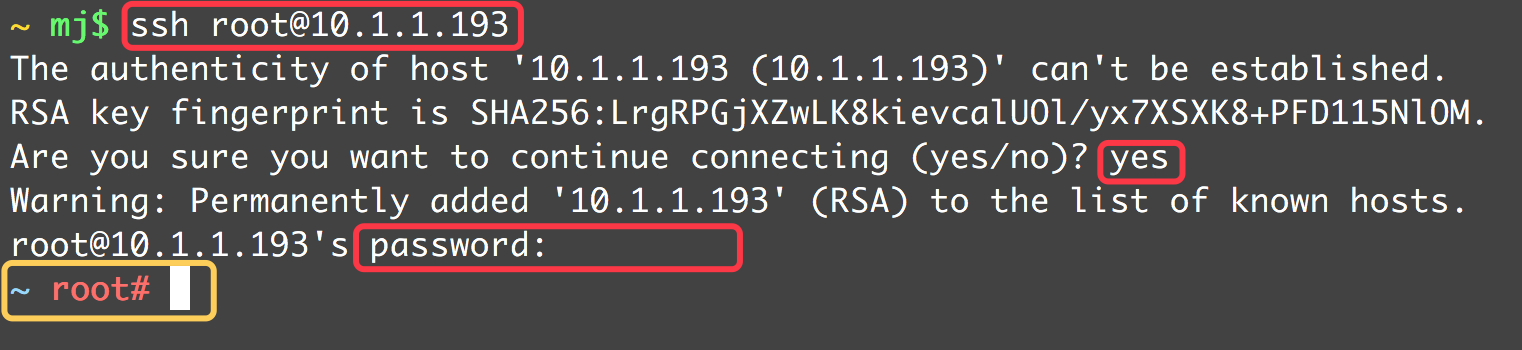 ~ mj$ ssh root@10.1.1.193
The authenticity of host '10.1.1.193 (10.1.1.193)' can't be established.
RSA key fingerprint is SHA256:LrgRPGjXZwLK8kievcalUOl/yx7XSXK8+PFD115NlOM.
Are you sure you want to continue connecting (yes/no)? yes
Warning: Permanently added '10.1.1.193' (RSA) to the list of known hosts.
root@10.1.1.193's password:
~ root#